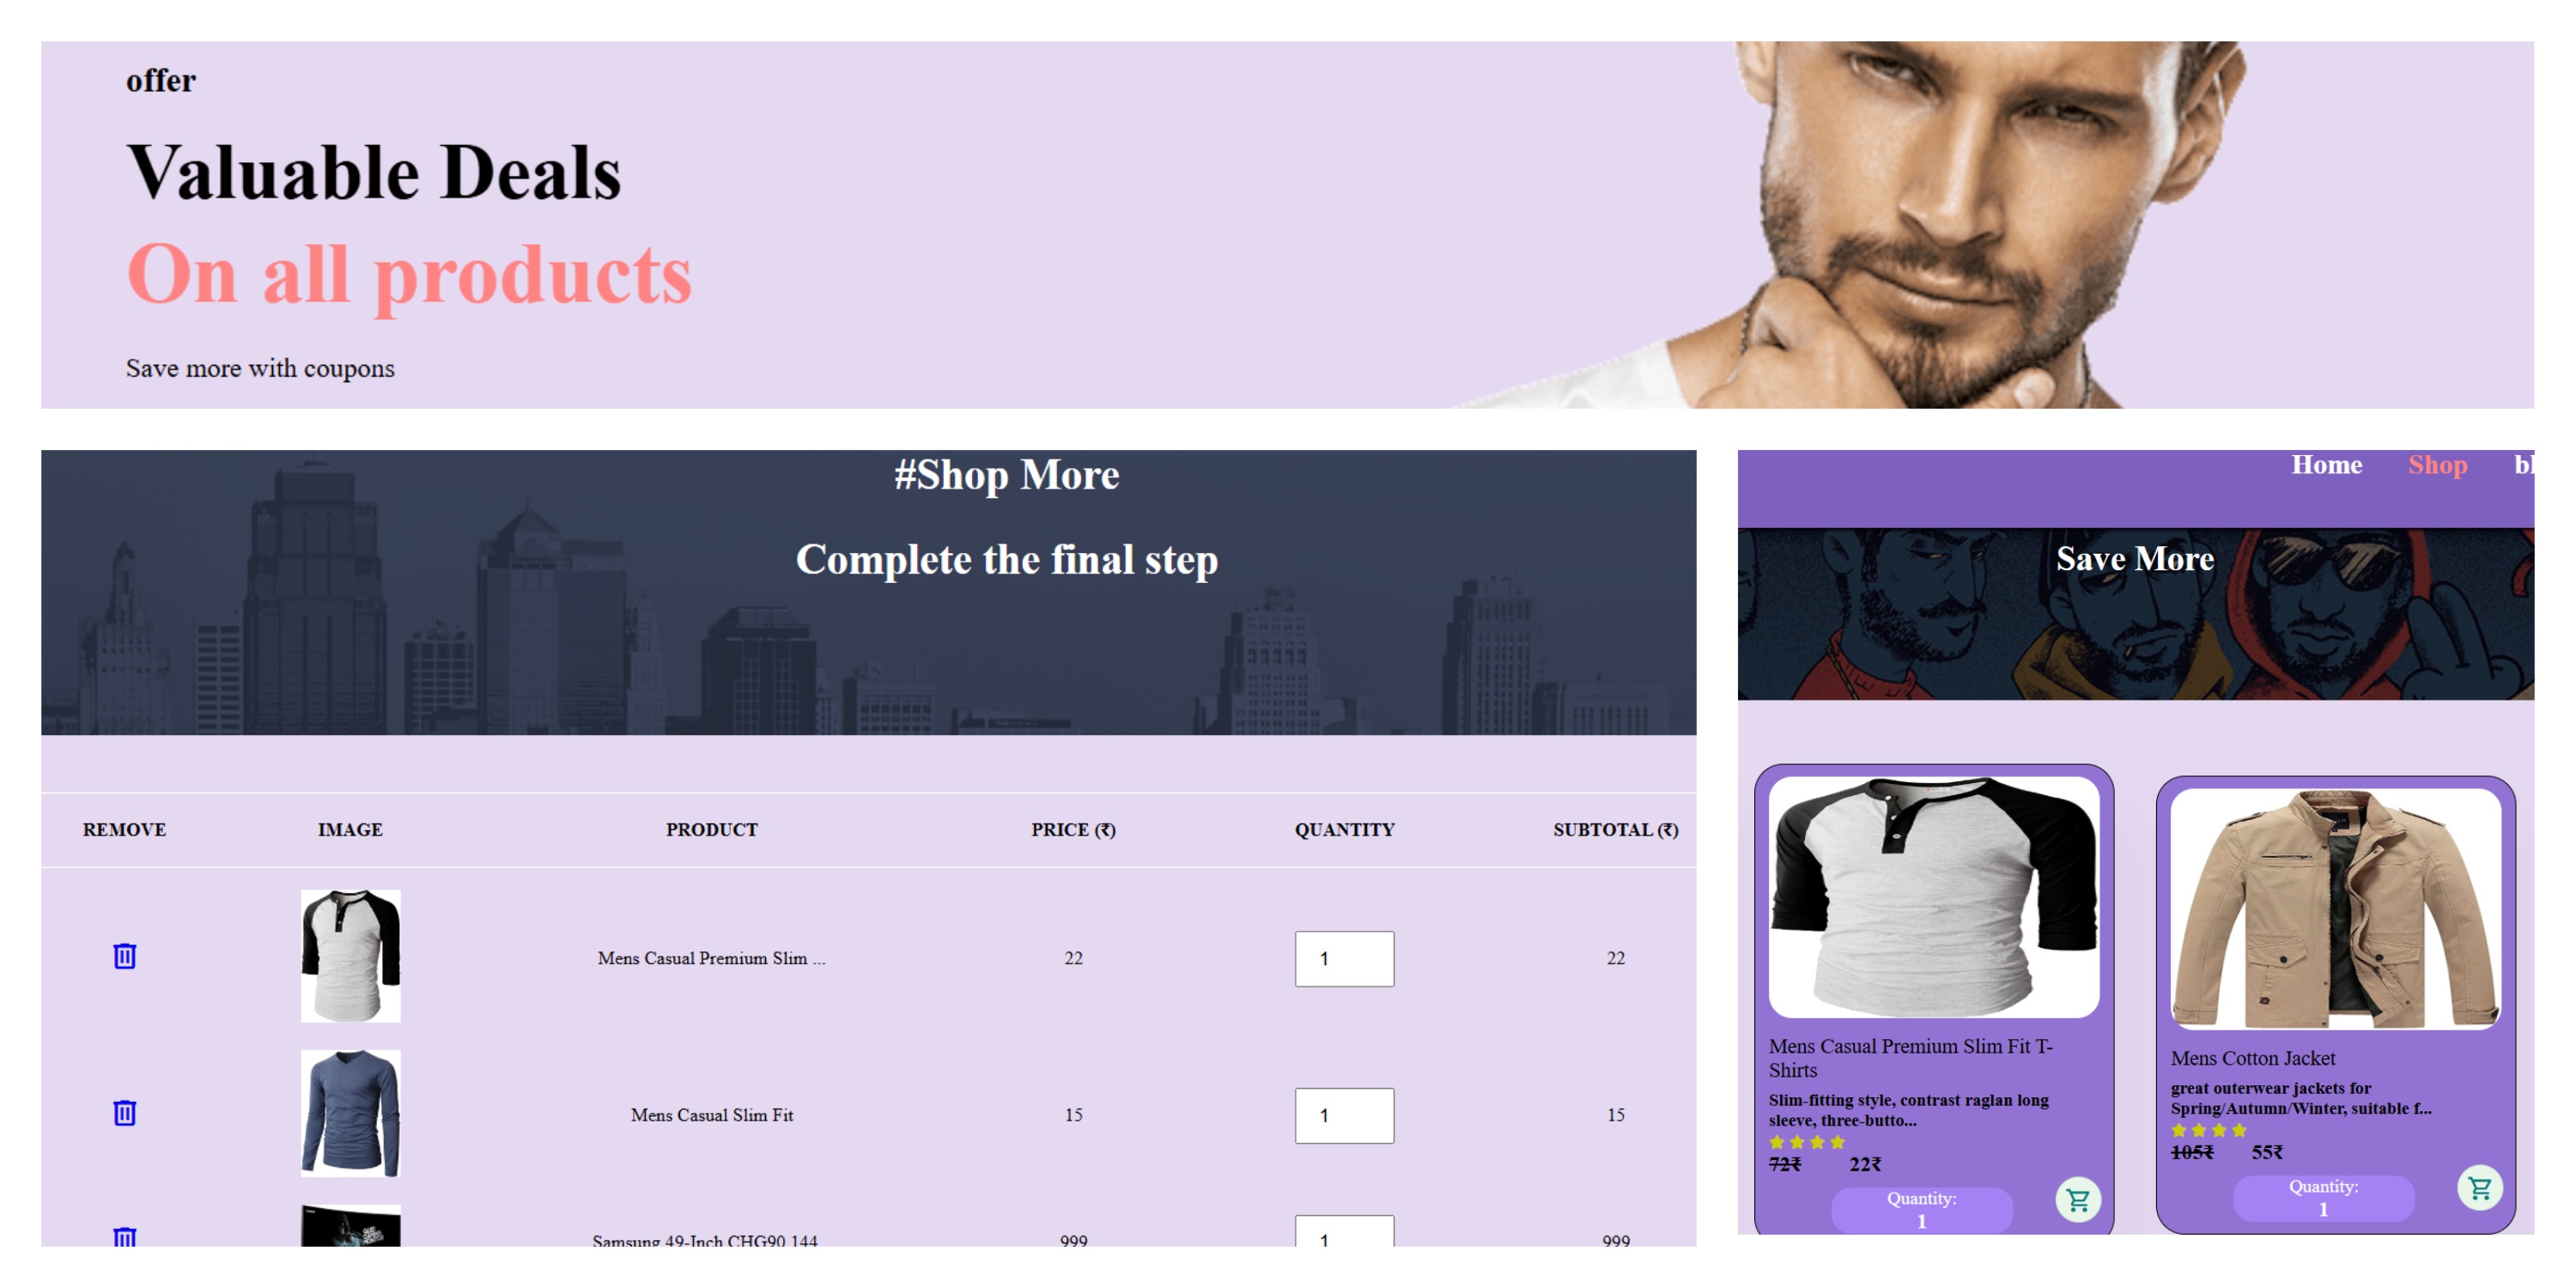 offer
Valuable Deals
On all products
Save more with coupons
#Shop More
Complete the final step
REMOVE IMAGE PRODUCT PRICE (₹) QUANTITY SUBTOTAL (₹)
Mens Casual Premium Slim ... 22 1 22
Mens Casual Slim Fit 15 1 15
Samsung 49-Inch CHG90 144 999 1 999
Home Shop bl
Save More
Mens Casual Premium Slim Fit T-
Shirts
Slim-fitting style, contrast raglan long
sleeve, three-butto...
72₹ 22₹
Quantity:
1
Mens Cotton Jacket
great outerwear jackets for
Spring/Autumn/Winter, suitable f...
105₹ 55₹
Quantity:
1